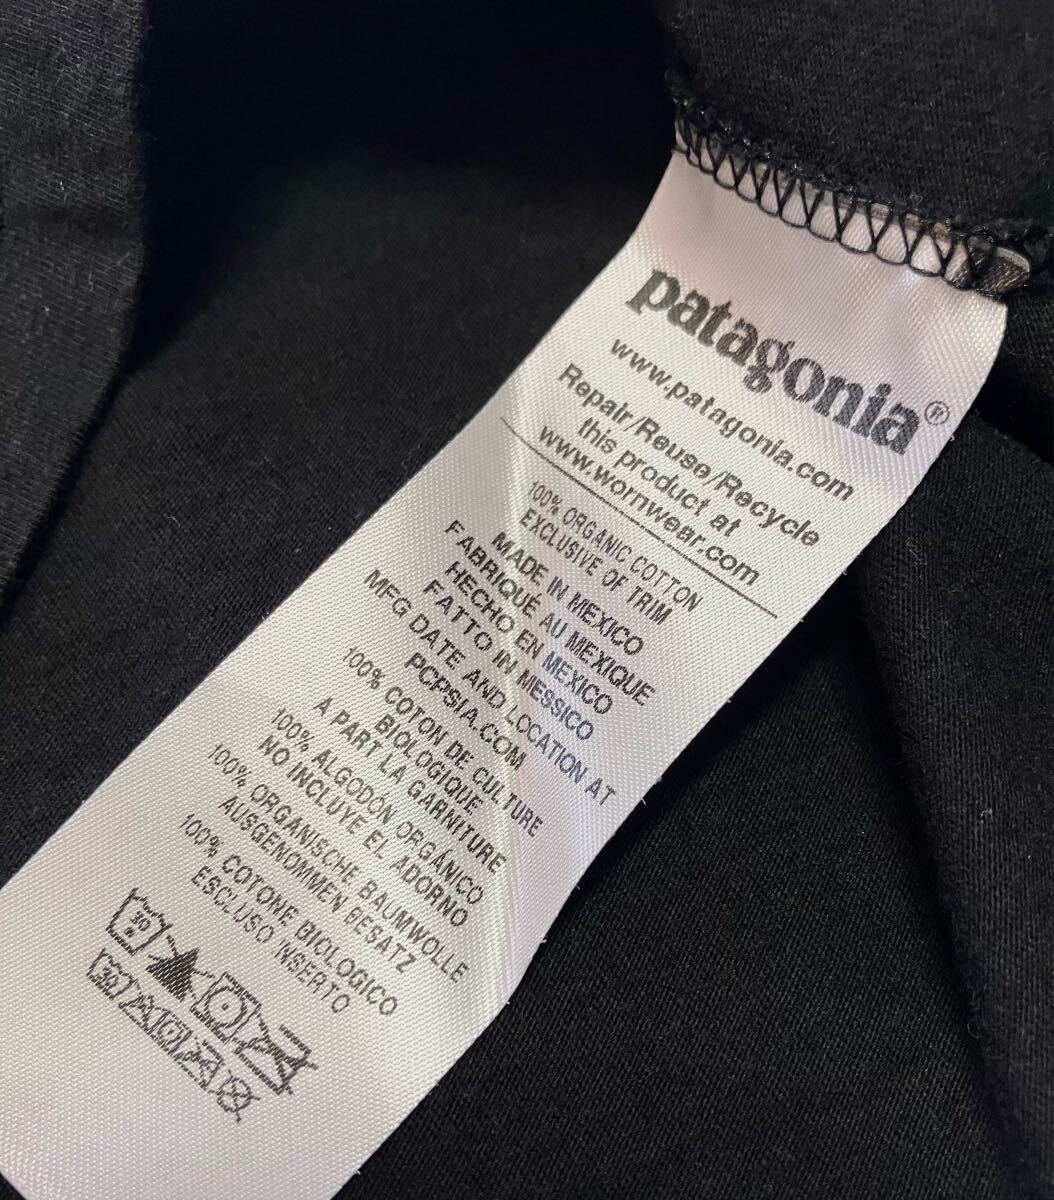 patagonia®
www.patagonia.com
Repair/Reuse/Recycle
this product at
www.wornwear.com
100% ORGANIC COTTON
EXCLUSIVE OF TRIM
MADE IN MEXICO
FABRIQUÉ AU MEXIQUE
HECHO EN MÉXICO
FATTO IN MESSICO
MFG DATE AND LOCATION AT
PCPSIA.COM
100% COTON DE CULTURE
BIOLOGIQUE
A PART LA GARNITURE
100% ALGODÓN ORGÁNICO
NO INCLUYE EL ADORNO
100% ORGANISCHE BAUMWOLLE
AUSGENOMMEN BESATZ
100% COTONE BIOLOGICO
ESCLUSO INSERTO
30
30